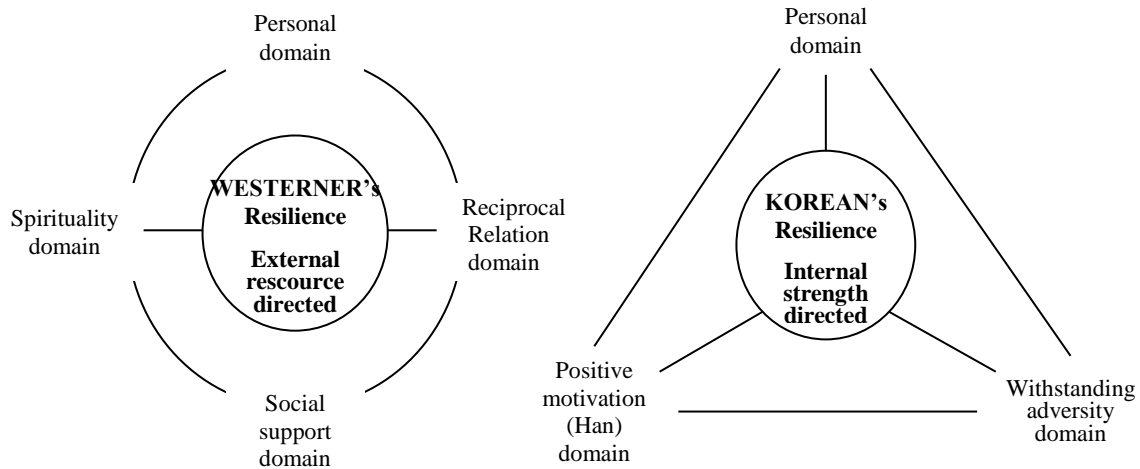 Personal
domain
WESTERNER's
Resilience
External
rescource
directed
Spirituality
domain
Reciprocal
Relation
domain
Social
support
domain
Personal
domain
KOREAN's
Resilience
Internal
strength
directed
Positive
motivation
(Han)
domain
Withstanding
adversity
domain